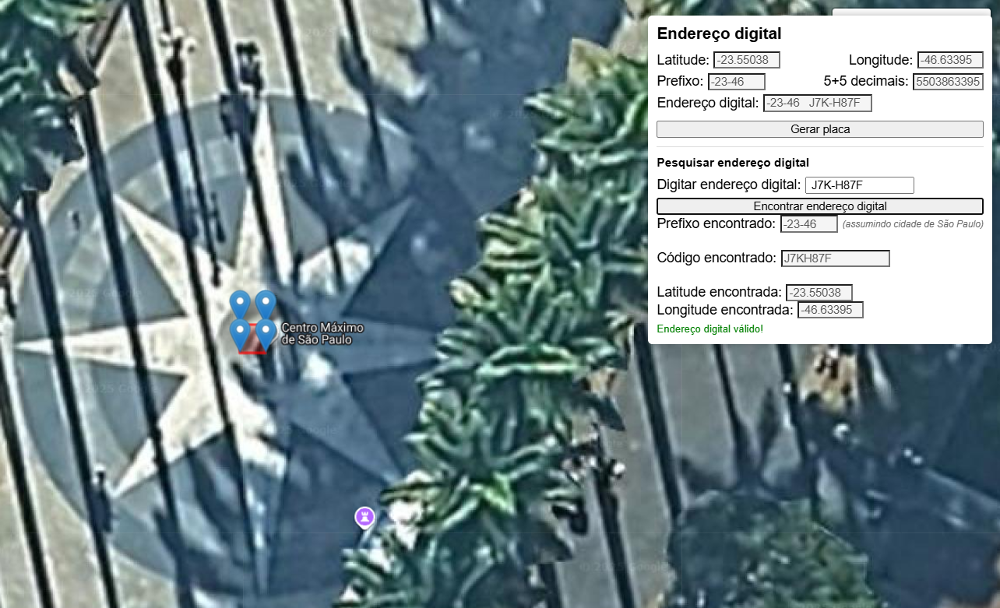 Endereço digital
Latitude: -23.55038 Longitude: -46.63395
Prefixo: -23-46 5+5 decimais: 5503863395
Endereço digital: -23-46 J7K-H87F
Gerar placa
Pesquisar endereço digital
Digitar endereço digital: J7K-H87F
Encontrar endereço digital
Prefixo encontrado: -23-46 (assumindo cidade de São Paulo)
Código encontrado: J7KH87F
Latitude encontrada: -23.55038
Longitude encontrada: -46.63395
Endereço digital válido!
Centro Máximo
de São Paulo